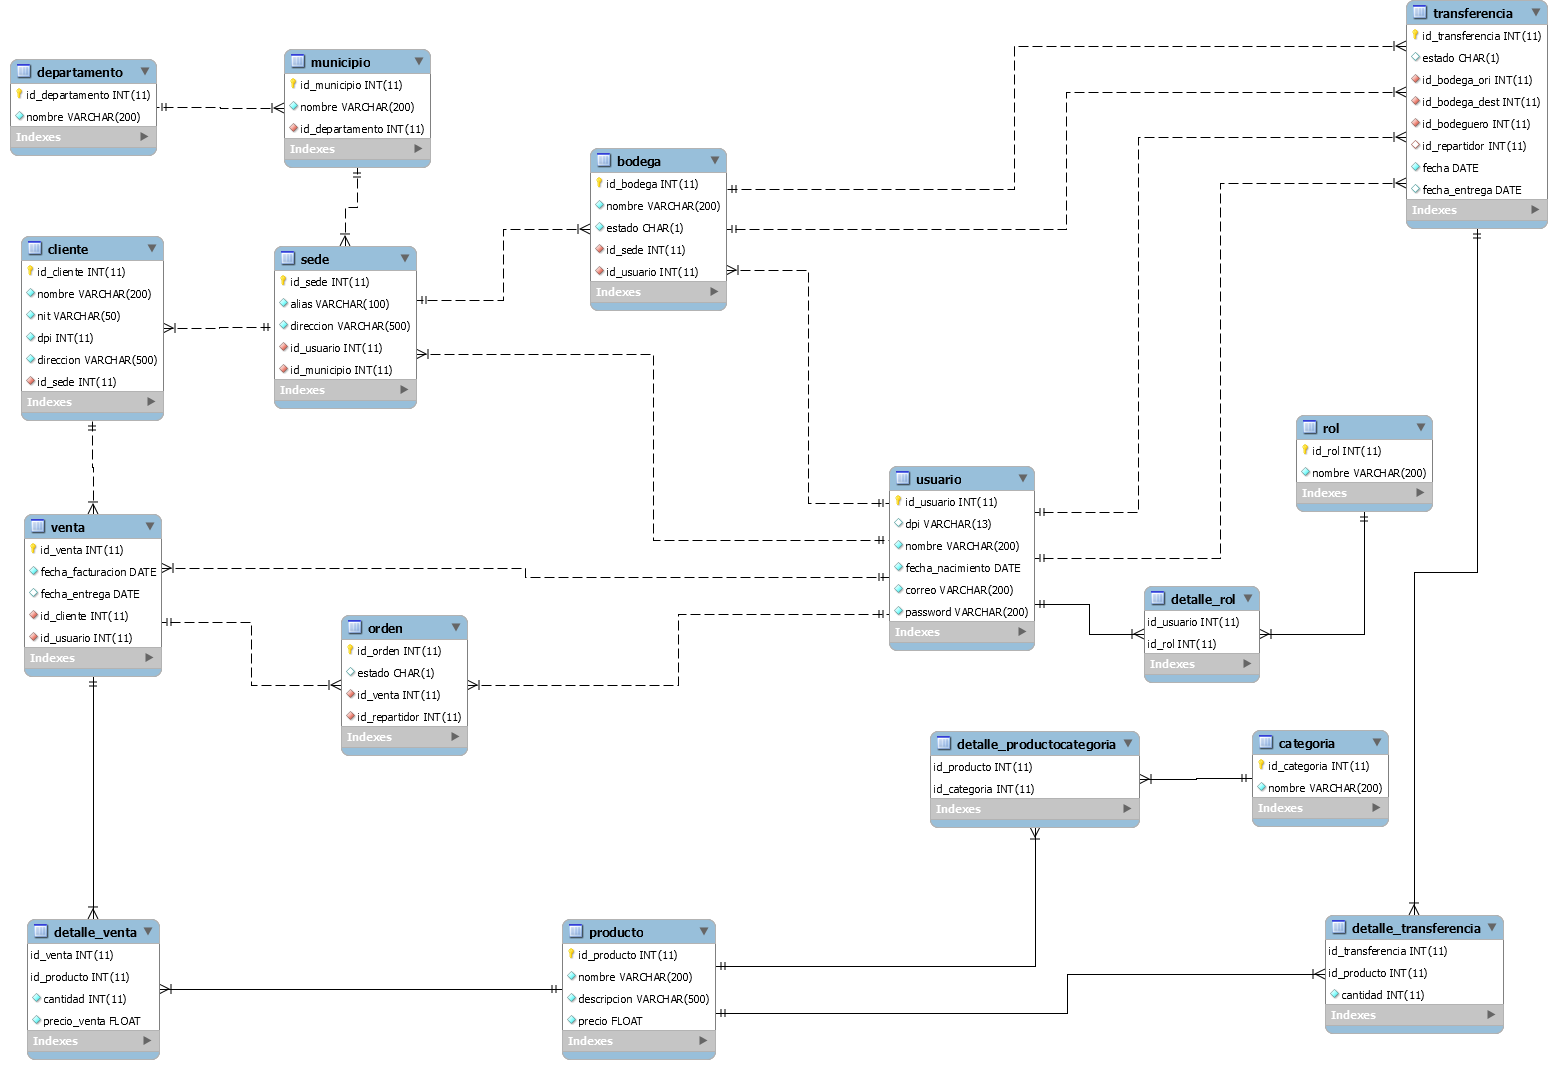 departamento
id_departamento INT(11)
nombre VARCHAR(200)
Indexes
municipio
id_municipio INT(11)
nombre VARCHAR(200)
id_departamento INT(11)
Indexes
bodega
id_bodega INT(11)
nombre VARCHAR(200)
estado CHAR(1)
id_sede INT(11)
id_usuario INT(11)
Indexes
transferencia
id_transferencia INT(11)
estado CHAR(1)
id_bodega_ori INT(11)
id_bodega_dest INT(11)
id_bodeguero INT(11)
id_repartidor INT(11)
fecha DATE
fecha_entrega DATE
Indexes
cliente
id_cliente INT(11)
nombre VARCHAR(200)
nit VARCHAR(50)
dpi INT(11)
direccion VARCHAR(500)
id_sede INT(11)
Indexes
sede
id_sede INT(11)
alias VARCHAR(100)
direccion VARCHAR(500)
id_usuario INT(11)
id_municipio INT(11)
Indexes
usuario
id_usuario INT(11)
dpi VARCHAR(13)
nombre VARCHAR(200)
fecha_nacimiento DATE
correo VARCHAR(200)
password VARCHAR(200)
Indexes
rol
id_rol INT(11)
nombre VARCHAR(200)
Indexes
venta
id_venta INT(11)
fecha_facturacion DATE
fecha_entrega DATE
id_cliente INT(11)
id_usuario INT(11)
Indexes
orden
id_orden INT(11)
estado CHAR(1)
id_venta INT(11)
id_repartidor INT(11)
Indexes
detalle_rol
id_usuario INT(11)
id_rol INT(11)
Indexes
detalle_productocategoria
id_producto INT(11)
id_categoria INT(11)
Indexes
categoria
id_categoria INT(11)
nombre VARCHAR(200)
Indexes
detalle_venta
id_venta INT(11)
id_producto INT(11)
cantidad INT(11)
precio_venta FLOAT
Indexes
producto
id_producto INT(11)
nombre VARCHAR(200)
descripcion VARCHAR(500)
precio FLOAT
Indexes
detalle_transferencia
id_transferencia INT(11)
id_producto INT(11)
cantidad INT(11)
Indexes